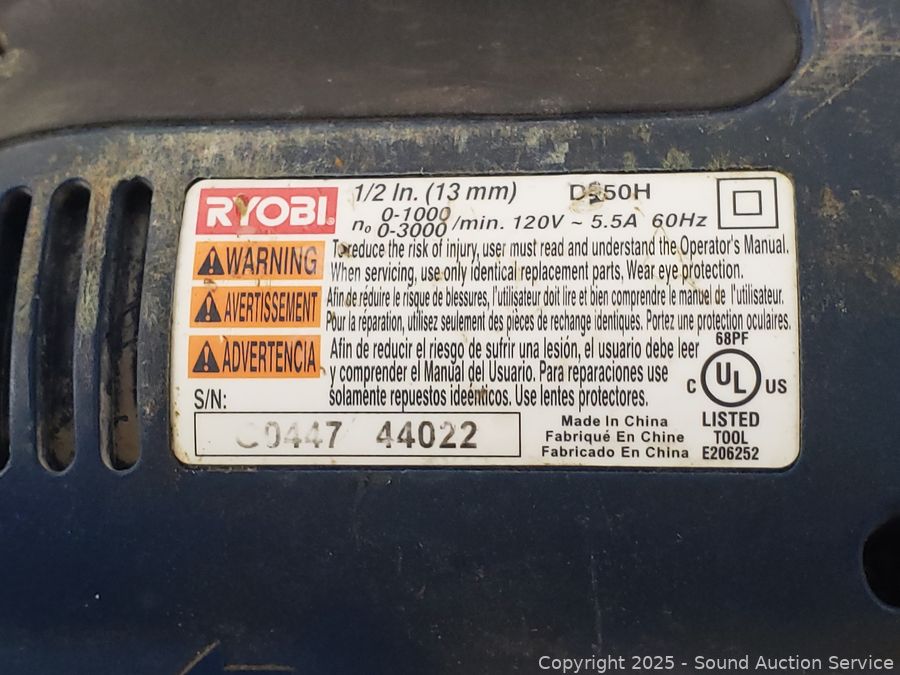 RYOBI
1/2 In. (13 mm)
n₀ 0-1000 /min. 120V ~ 5.5A 60Hz
0-3000
WARNING
To reduce the risk of injury, user must read and understand the Operator's Manual.
When servicing, use only identical replacement parts. Wear eye protection.
AVERTISSEMENT
Afin de réduire le risque de blessures, l'utilisateur doit lire et bien comprendre le manuel de l'utilisateur.
Pour la réparation, utilisez seulement des pièces de rechange identiques. Portez une protection oculaires.
ADVERTENCIA
Afin de reducir el riesgo de sufrir una lesión, el usuario debe leer
y comprender el Manual del Usuario. Para reparaciones use
solamente repuestos idénticos. Use lentes protectores.
68PF
C UL US
LISTED
TOOL
E206252
S/N:
44022
Made In China
Fabriqué En Chine
Fabricado En China
Copyright 2025 - Sound Auction Service